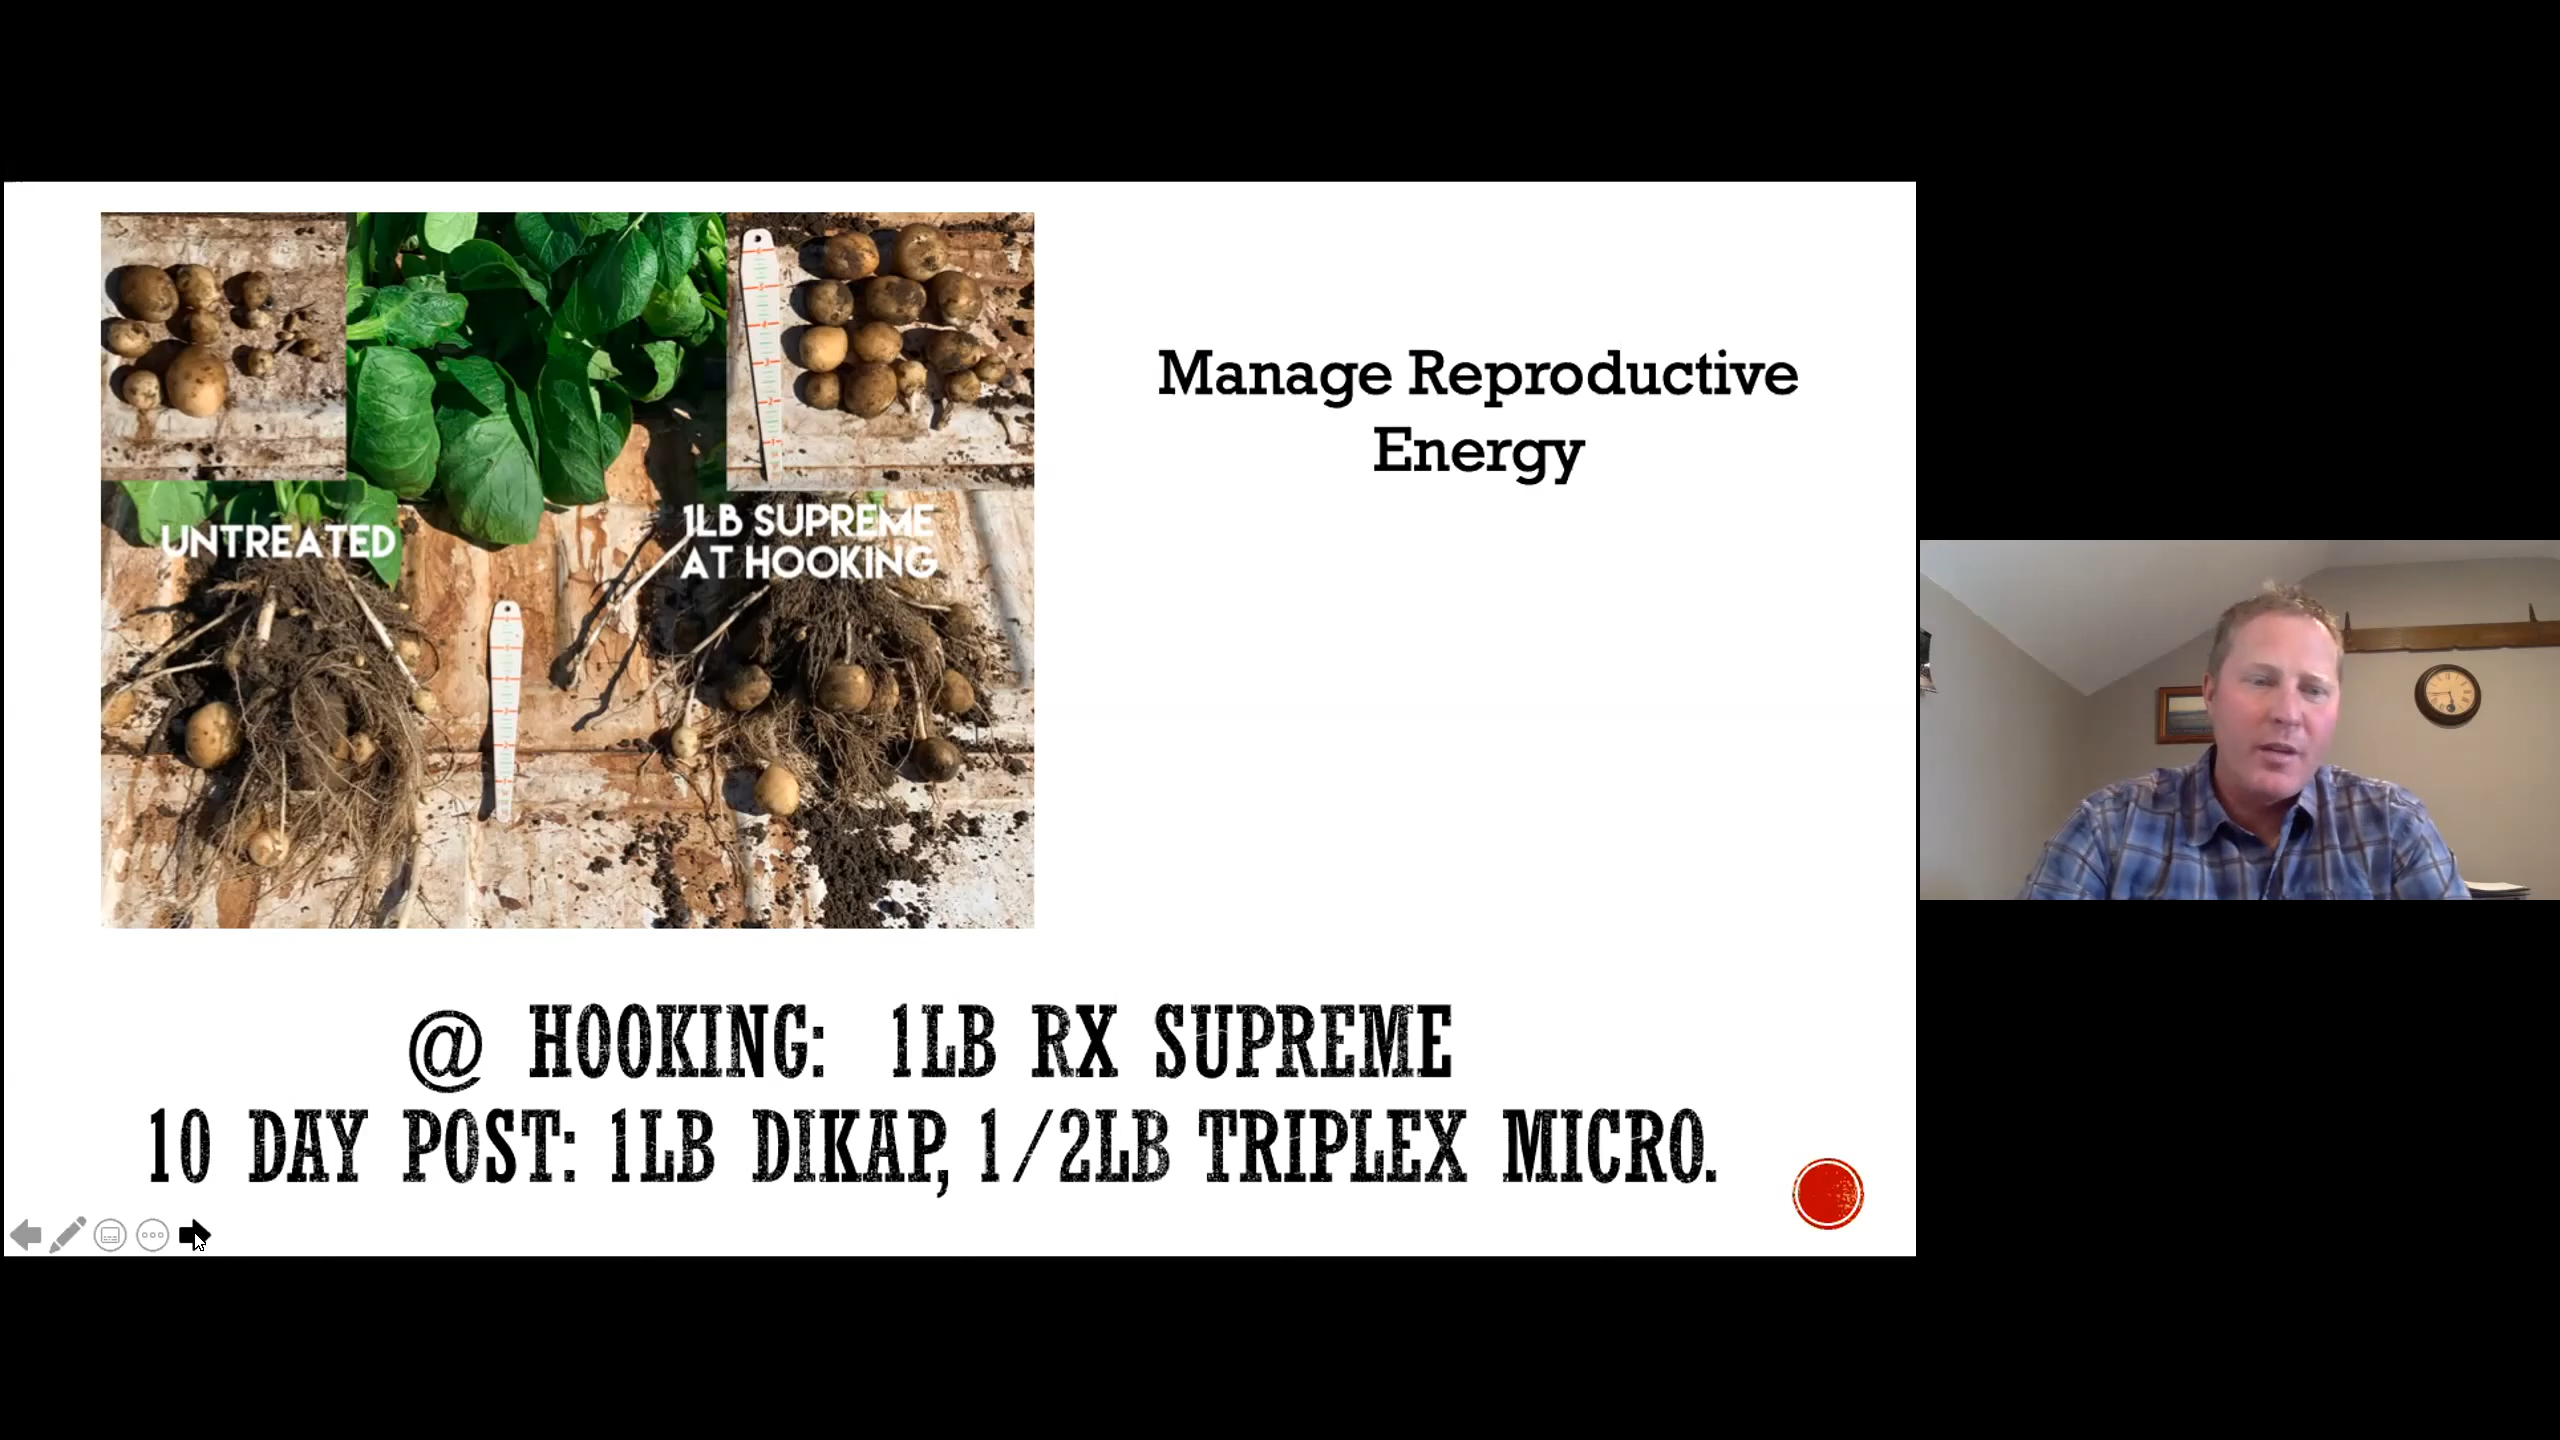 Manage Reproductive
Energy
UNTREATED
1LB SUPREME
AT HOOKING
@ HOOKING: 1LB RX SUPREME
10 DAY POST: 1LB DIKAP, 1/2LB TRIPLEX MICRO.